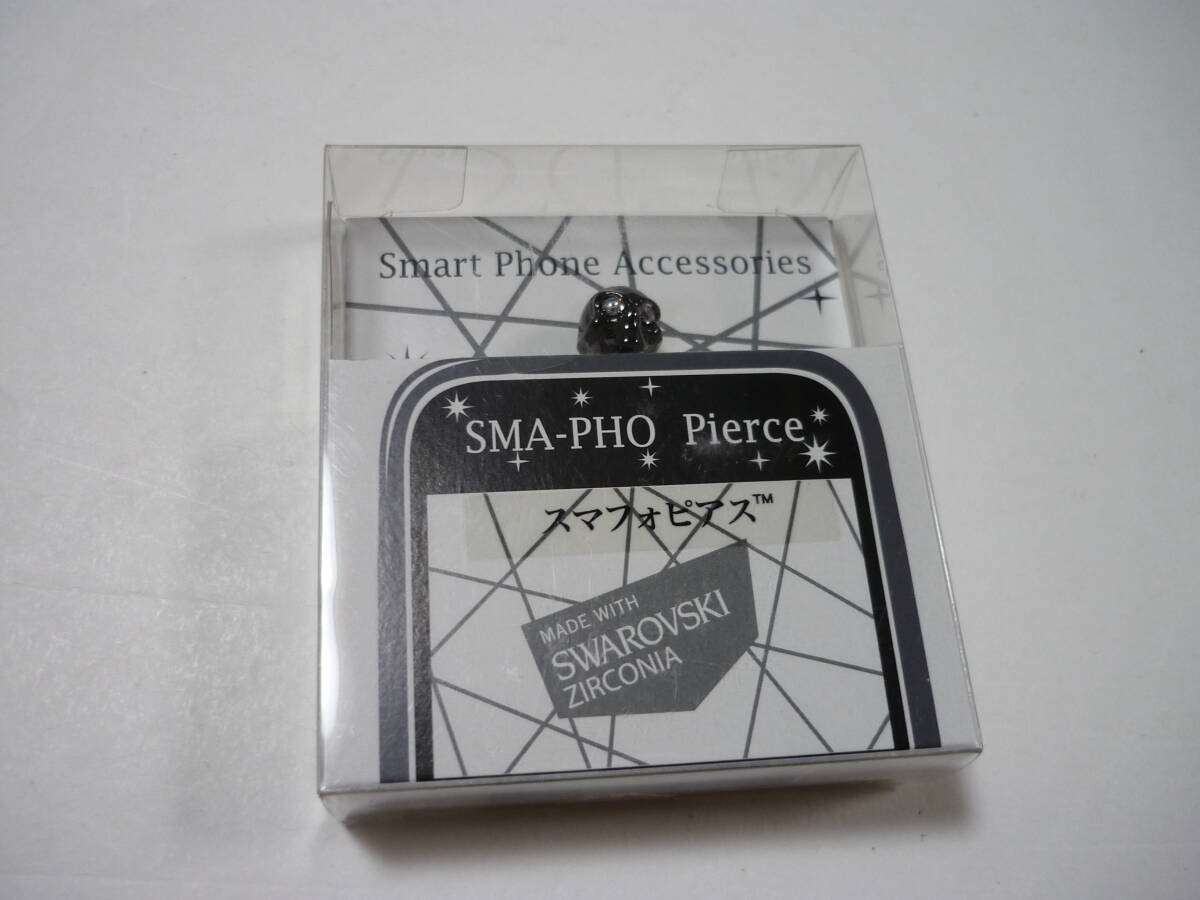 Smart Phone Accessories
SMA-PHO Pierce
スマフォピアス™
MADE WITH
SWAROVSKI
ZIRCONIA